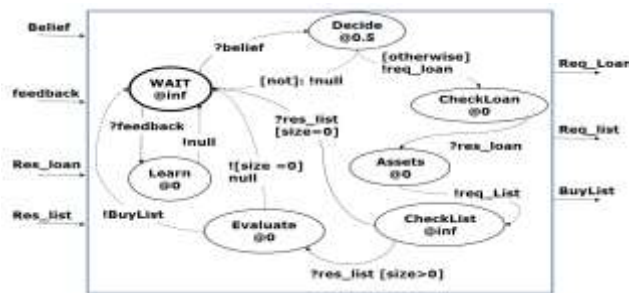 Belief
feedback
Res_loan
Res_list
Decide
@0.5
?belief
[otherwise]
!req_loan
[not]: !null
WAIT
@inf
CheckLoan
@0
?feedback
!null
?res_list
[size=0]
?res_loan
Learn
@0
![size =0]
null
Assets
@0
!req_List
!BuyList
Evaluate
@0
CheckList
@inf
?res_list [size>0]
Req_Loan
Req_list
BuyList